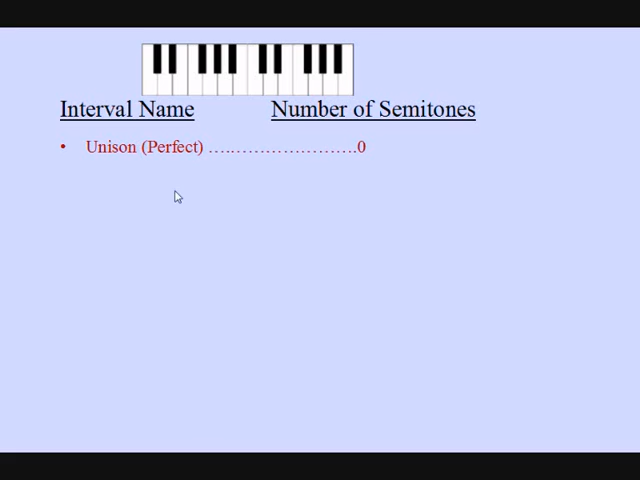 Interval Name Number of Semitones
• Unison (Perfect) ….…………………0